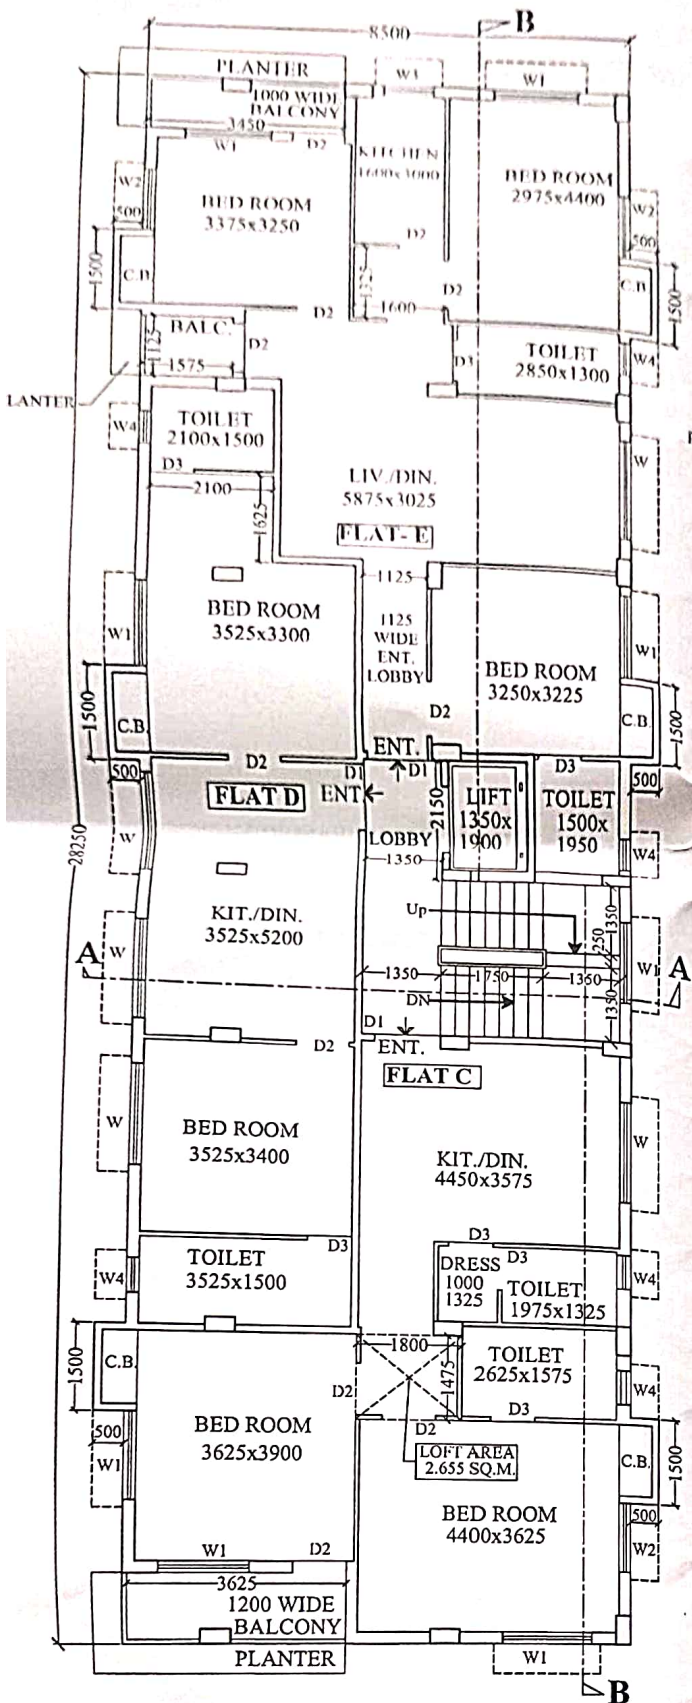 B
8500
PLANTER
W3
W1
1000 WIDE
BALCONY
3450
W1
D2
KITCHEN
1600x3000
BED ROOM
2975x4400
W2
BED ROOM
3375x3250
W2
500
D2
500
1500
C.B.
1375
D2
C.B.
1500
D2
1600
BALC.
1125
D2
1575
D3
TOILET
2850x1300
W4
LANTER
W4
TOILET
2100x1500
D3
2100
W
LIV./DIN.
5875x3025
1625
FLAT- E
1125
BED ROOM
3525x3300
W1
1125
WIDE
ENT.
LOBBY
W1
BED ROOM
3250x3225
1500
C.B.
D2
C.B.
1500
ENT.
D2
D1
D1
D3
500
FLAT D
ENT.
2150
LIFT
1350x
1900
TOILET
1500x
1950
500
28250
W
LOBBY
1350
W4
KIT./DIN.
3525x5200
Up
1350
250
A
W
1350
1750
1350
W1
A
DN
1350
D1
ENT.
D2
FLAT C
BED ROOM
3525x3400
W
KIT./DIN.
4450x3575
W
D3
D3
D3
TOILET
3525x1500
W4
DRESS
1000
1325
TOILET
1975x1325
W4
1800
1500
C.B.
1475
TOILET
2625x1575
W4
D2
D3
D2
BED ROOM
3625x3900
500
W1
LOFT AREA
2.655 SQ.M.
C.B.
1500
BED ROOM
4400x3625
500
W2
W1
D2
3625
1200 WIDE
BALCONY
PLANTER
W1
B